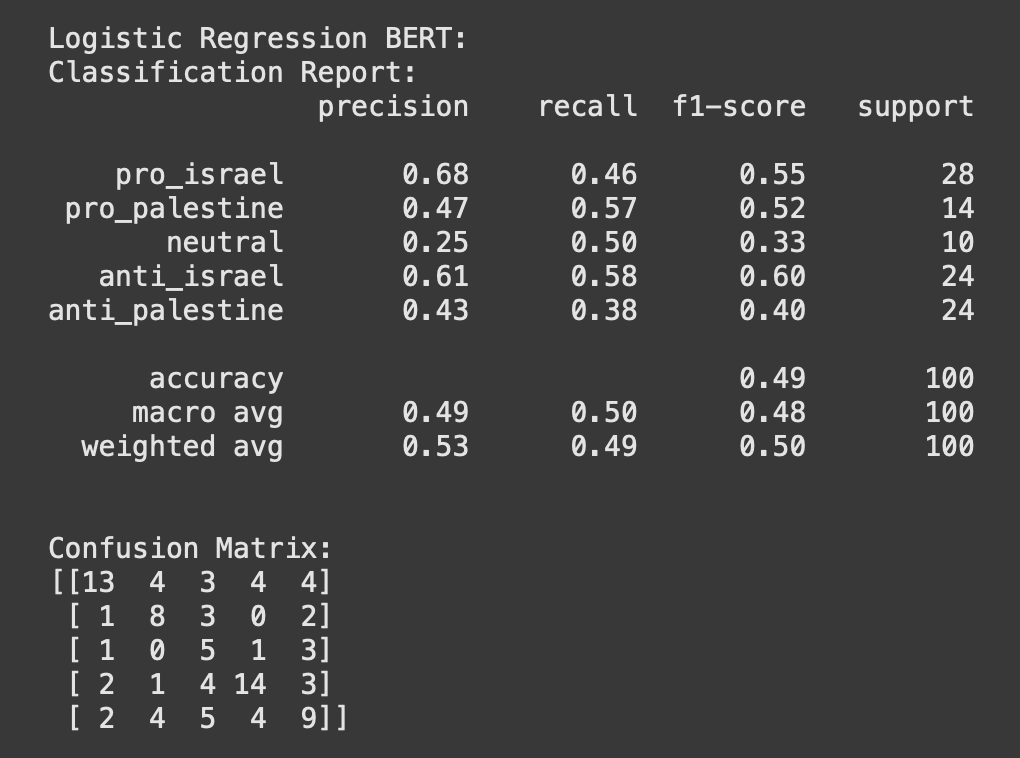 Logistic Regression BERT:
Classification Report:
precision recall f1-score support
pro_israel 0.68 0.46 0.55 28
pro_palestine 0.47 0.57 0.52 14
neutral 0.25 0.50 0.33 10
anti_israel 0.61 0.58 0.60 24
anti_palestine 0.43 0.38 0.40 24
accuracy 0.49 100
macro avg 0.49 0.50 0.48 100
weighted avg 0.53 0.49 0.50 100
Confusion Matrix:
[[13 4 3 4 4]
[ 1 8 3 0 2]
[ 1 0 5 1 3]
[ 2 1 4 14 3]
[ 2 4 5 4 9]]